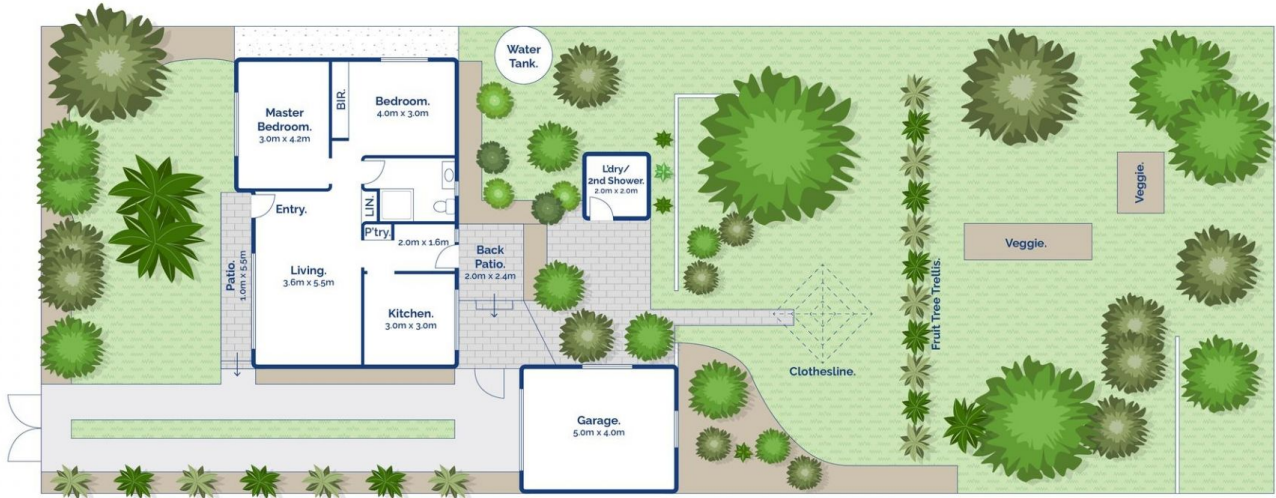 Water
Tank.
Master
Bedroom.
3.0m x 4.2m
BIR.
Bedroom.
4.0m x 3.0m
L'dry/
2nd Shower.
2.0m x 2.0m
Veggie.
Veggie.
Entry.
LIN.
P'try.
2.0m x 1.6m
Back
Patio.
2.0m x 2.4m
Patio.
1.0m x 5.5m
Living.
3.6m x 5.5m
Kitchen.
3.0m x 3.0m
Fruit Tree Trellis.
Clothesline.
Garage.
5.0m x 4.0m